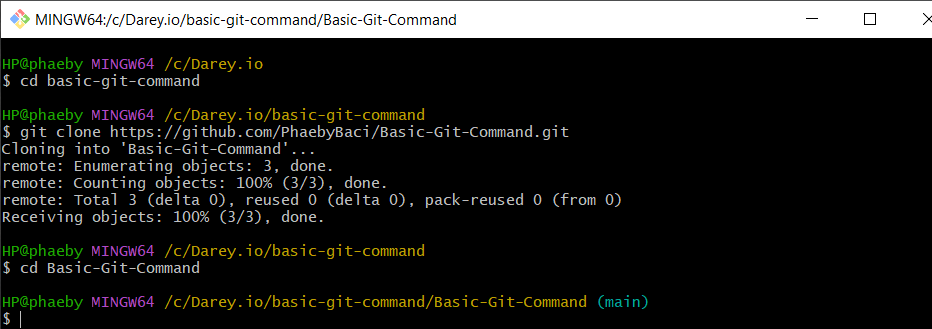 MINGW64:/c/Darey.io/basic-git-command/Basic-Git-Command
HP@phaeby MINGW64 /c/Darey.io
$ cd basic-git-command
HP@phaeby MINGW64 /c/Darey.io/basic-git-command
$ git clone https://github.com/PhaebyBaci/Basic-Git-Command.git
Cloning into 'Basic-Git-Command'...
remote: Enumerating objects: 3, done.
remote: Counting objects: 100% (3/3), done.
remote: Total 3 (delta 0), reused 0 (delta 0), pack-reused 0 (from 0)
Receiving objects: 100% (3/3), done.
HP@phaeby MINGW64 /c/Darey.io/basic-git-command
$ cd Basic-Git-Command
HP@phaeby MINGW64 /c/Darey.io/basic-git-command/Basic-Git-Command (main)
$